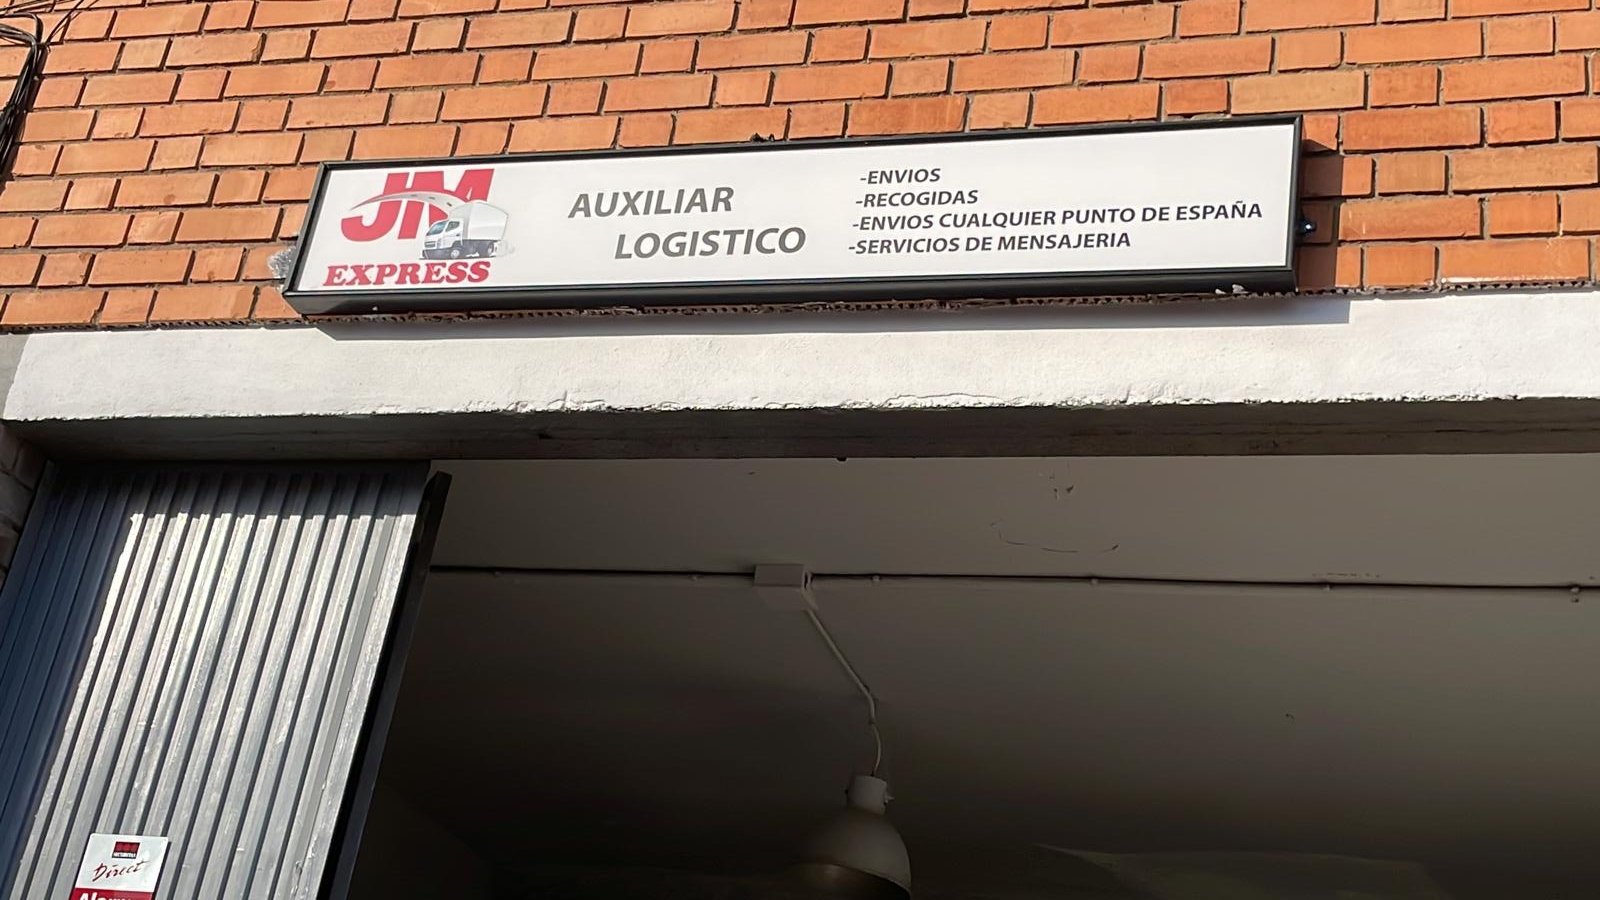 JM
EXPRESS
AUXILIAR
LOGISTICO
-ENVIOS
-RECOGIDAS
-ENVIOS CUALQUIER PUNTO DE ESPAÑA
-SERVICIOS DE MENSAJERIA
Direct